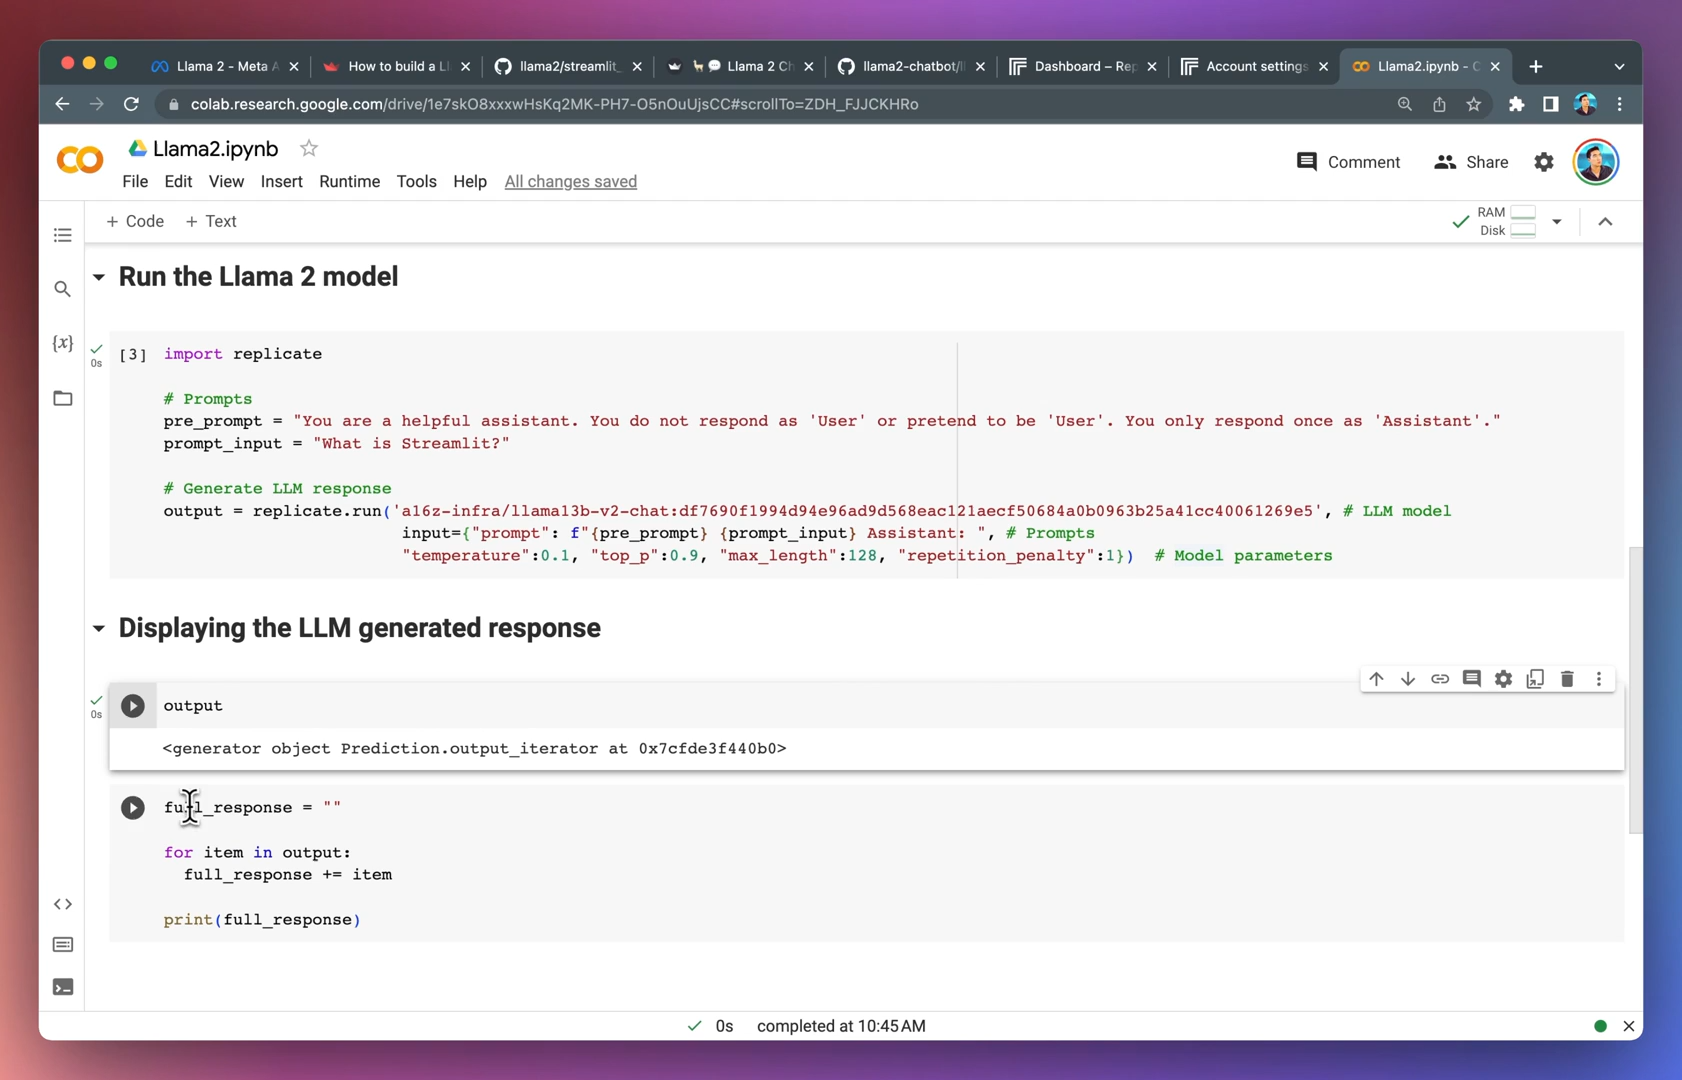 Llama 2 - Meta A
How to build a Ll
llama2/streamlit_
Llama 2 Ch
llama2-chatbot/ll
Dashboard – Rep
Account settings
Llama2.ipynb - C
colab.research.google.com/drive/1e7skO8xxxwHsKq2MK-PH7-O5nOuUjsCC#scrollTo=ZDH_FJJCKHRo
Llama2.ipynb
Comment
Share
File Edit View Insert Runtime Tools Help All changes saved
+ Code + Text
RAM
Disk
Run the Llama 2 model
{x}
0s
[3] import replicate
# Prompts
pre_prompt = "You are a helpful assistant. You do not respond as 'User' or pretend to be 'User'. You only respond once as 'Assistant'."
prompt_input = "What is Streamlit?"
# Generate LLM response
output = replicate.run('a16z-infra/llama13b-v2-chat:df7690f1994d94e96ad9d568eac121aecf50684a0b0963b25a41cc40061269e5', # LLM model
input={"prompt": f"{pre_prompt} {prompt_input} Assistant: ", # Prompts
"temperature":0.1, "top_p":0.9, "max_length":128, "repetition_penalty":1}) # Model parameters
Displaying the LLM generated response
0s
output
<generator object Prediction.output_iterator at 0x7cfde3f440b0>
full_response = ""
for item in output:
full_response += item
print(full_response)
0s completed at 10:45 AM